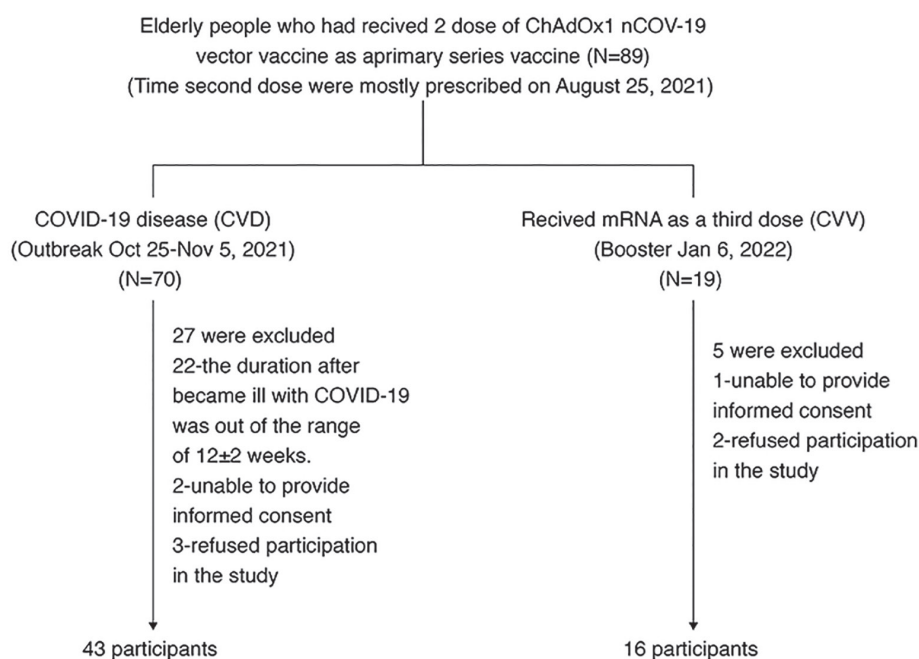 Elderly people who had recived 2 dose of ChAdOx1 nCOV-19
vector vaccine as aprimary series vaccine (N=89)
(Time second dose were mostly prescribed on August 25, 2021)
COVID-19 disease (CVD)
(Outbreak Oct 25-Nov 5, 2021)
(N=70)
Recived mRNA as a third dose (CVV)
(Booster Jan 6, 2022)
(N=19)
27 were excluded
22-the duration after
became ill with COVID-19
was out of the range
of 12±2 weeks.
2-unable to provide
informed consent
3-refused participation
in the study
5 were excluded
1-unable to provide
informed consent
2-refused participation
in the study
43 participants
16 participants